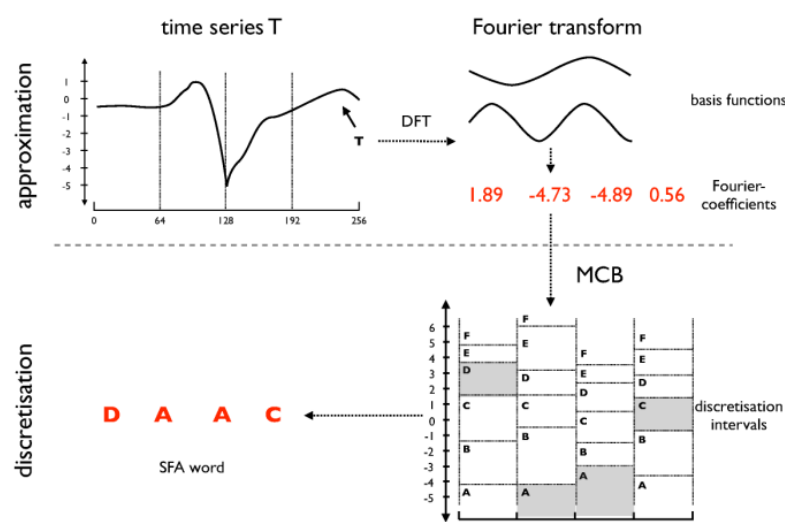 time series T
Fourier transform
approximation
1
0
-1
-2
-3
-4
-5
0 64 128 192 256
T
DFT
basis functions
1.89 -4.73 -4.89 0.56
Fourier-
coefficients
MCB
discretisation
D A A C
SFA word
6
5
4
3
2
1
0
-1
-2
-3
-4
-5
F
E
D
C
B
A
F
E
D
C
B
A
F
E
D
C
B
A
F
E
D
C
B
A
discretisation
intervals